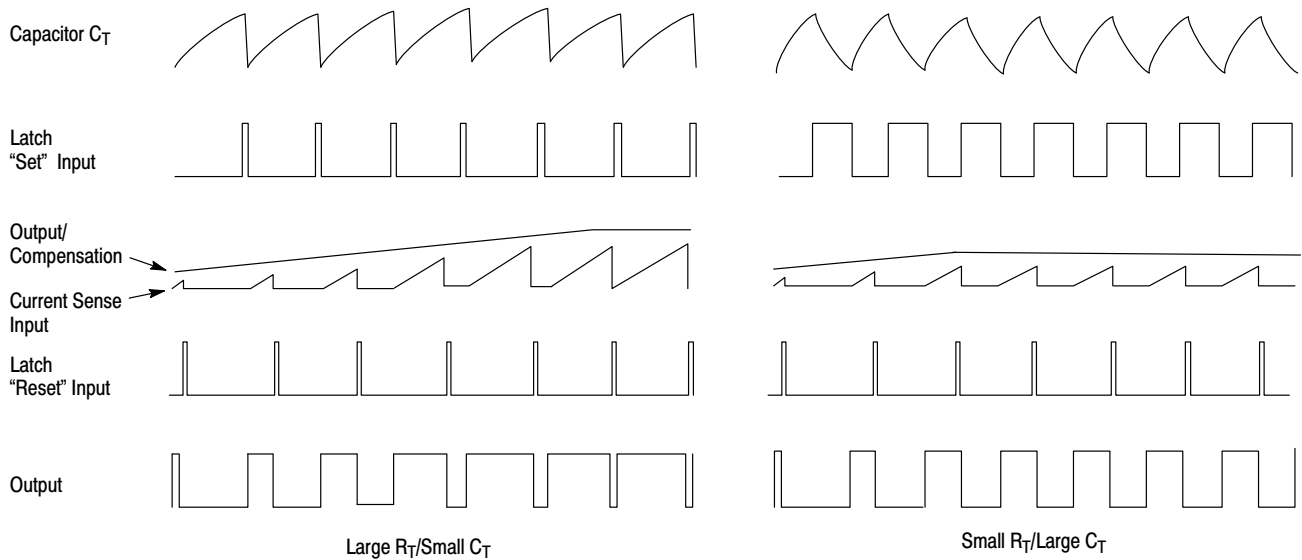 Capacitor C_T
Latch
“Set” Input
Output/
Compensation
Current Sense
Input
Latch
“Reset” Input
Output
Large R_T/Small C_T
Small R_T/Large C_T